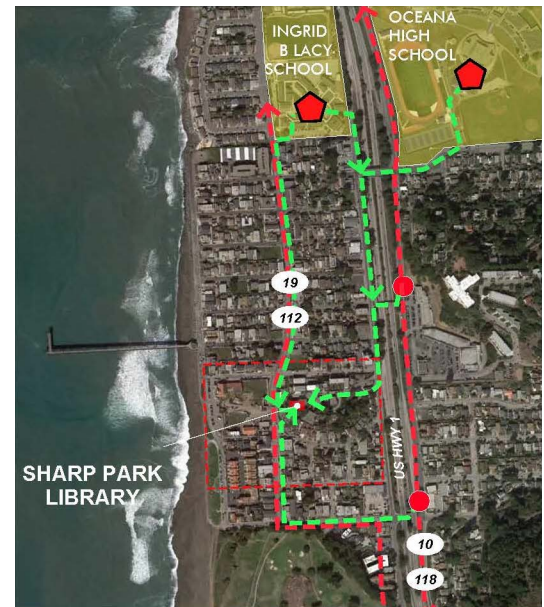 INGRID
B LACY
SCHOOL
OCEANA
HIGH
SCHOOL
19
112
US HWY 1
SHARP PARK
LIBRARY
10
118